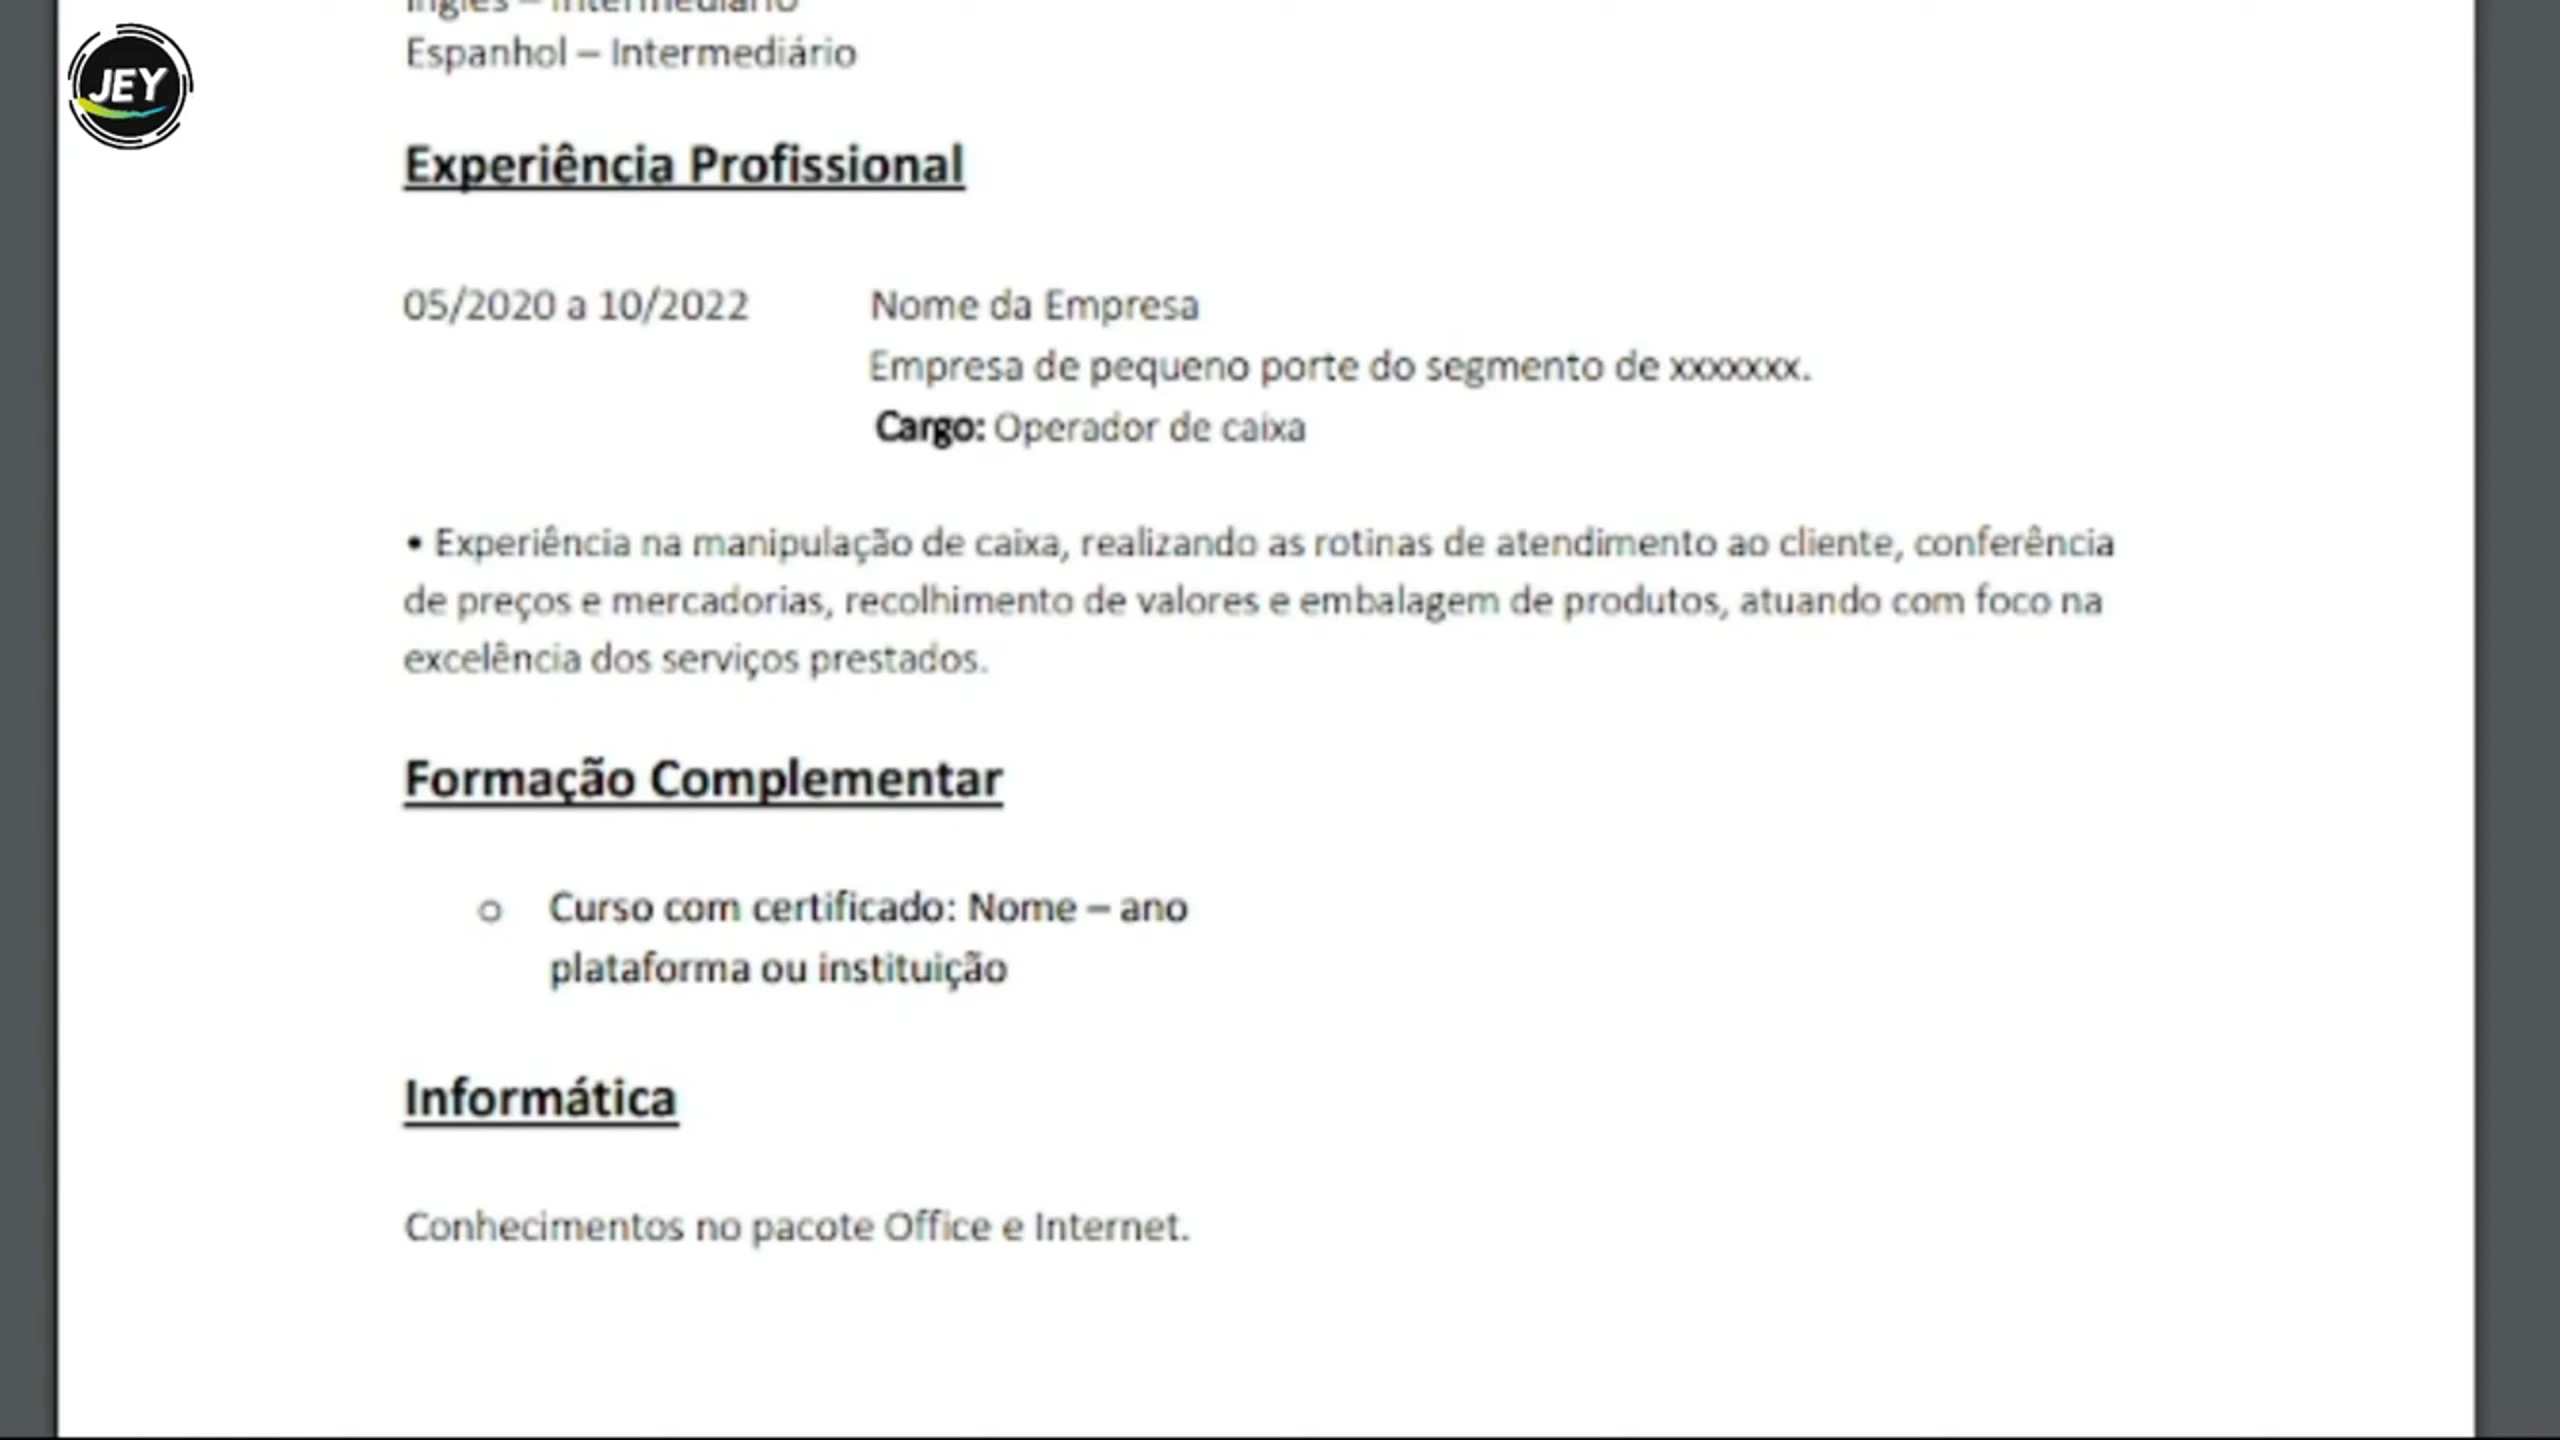 Inglês – Intermediário
Espanhol – Intermediário
JEY
Experiência Profissional
05/2020 a 10/2022 Nome da Empresa
Empresa de pequeno porte do segmento de xxxxxxx.
Cargo: Operador de caixa
• Experiência na manipulação de caixa, realizando as rotinas de atendimento ao cliente, conferência
de preços e mercadorias, recolhimento de valores e embalagem de produtos, atuando com foco na
excelência dos serviços prestados.
Formação Complementar
o Curso com certificado: Nome – ano
plataforma ou instituição
Informática
Conhecimentos no pacote Office e Internet.